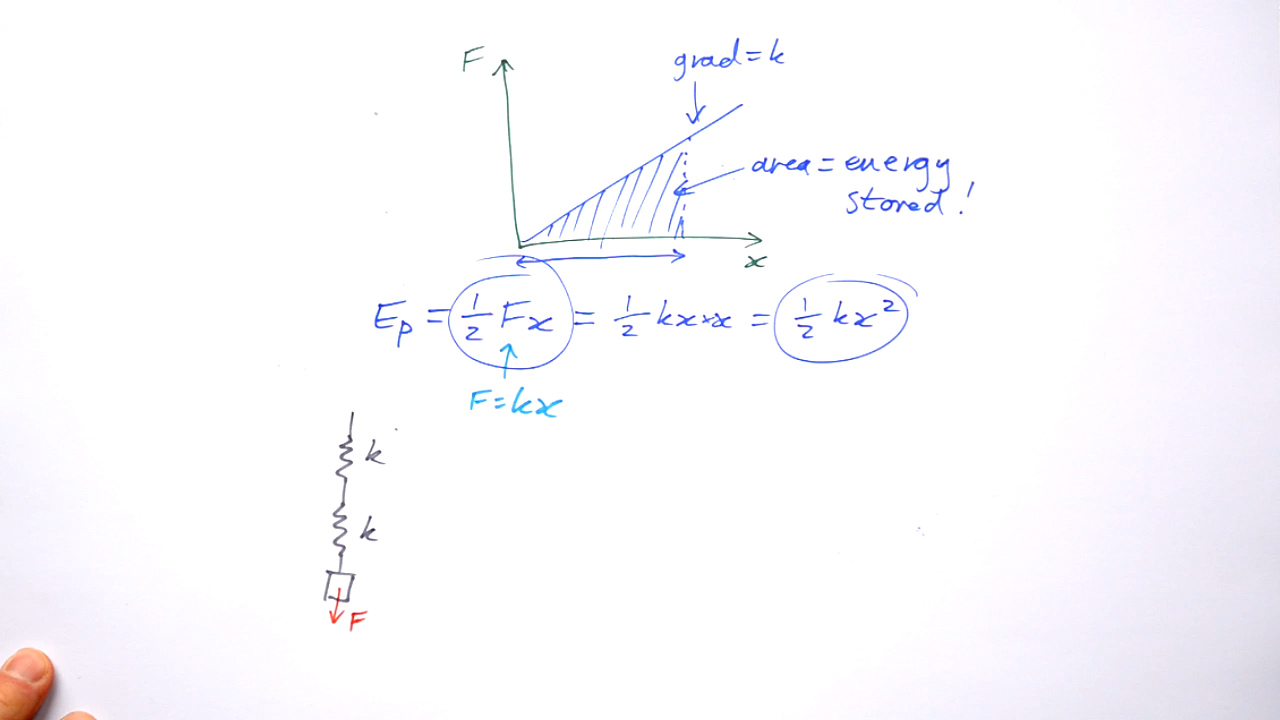 F
grad = k
area = energy
stored!
x
Ep = 1/2 Fx = 1/2 kx × x = 1/2 kx²
F = kx
k
k
F